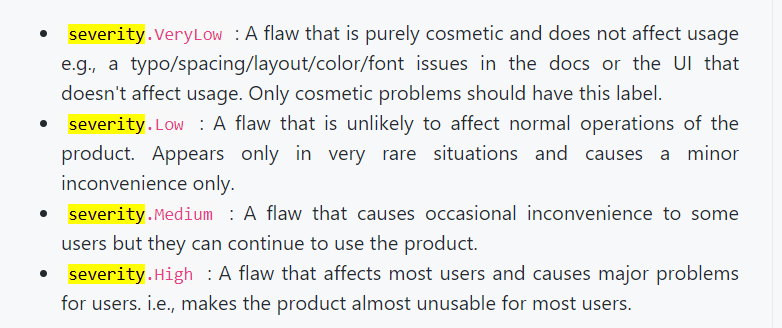 severity.VeryLow : A flaw that is purely cosmetic and does not affect usage
e.g., a typo/spacing/layout/color/font issues in the docs or the UI that
doesn't affect usage. Only cosmetic problems should have this label.
severity.Low : A flaw that is unlikely to affect normal operations of the
product. Appears only in very rare situations and causes a minor
inconvenience only.
severity.Medium : A flaw that causes occasional inconvenience to some
users but they can continue to use the product.
severity.High : A flaw that affects most users and causes major problems
for users. i.e., makes the product almost unusable for most users.